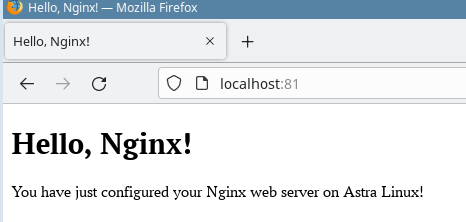 Hello, Nginx! — Mozilla Firefox
Hello, Nginx!
localhost:81
Hello, Nginx!
You have just configured your Nginx web server on Astra Linux!